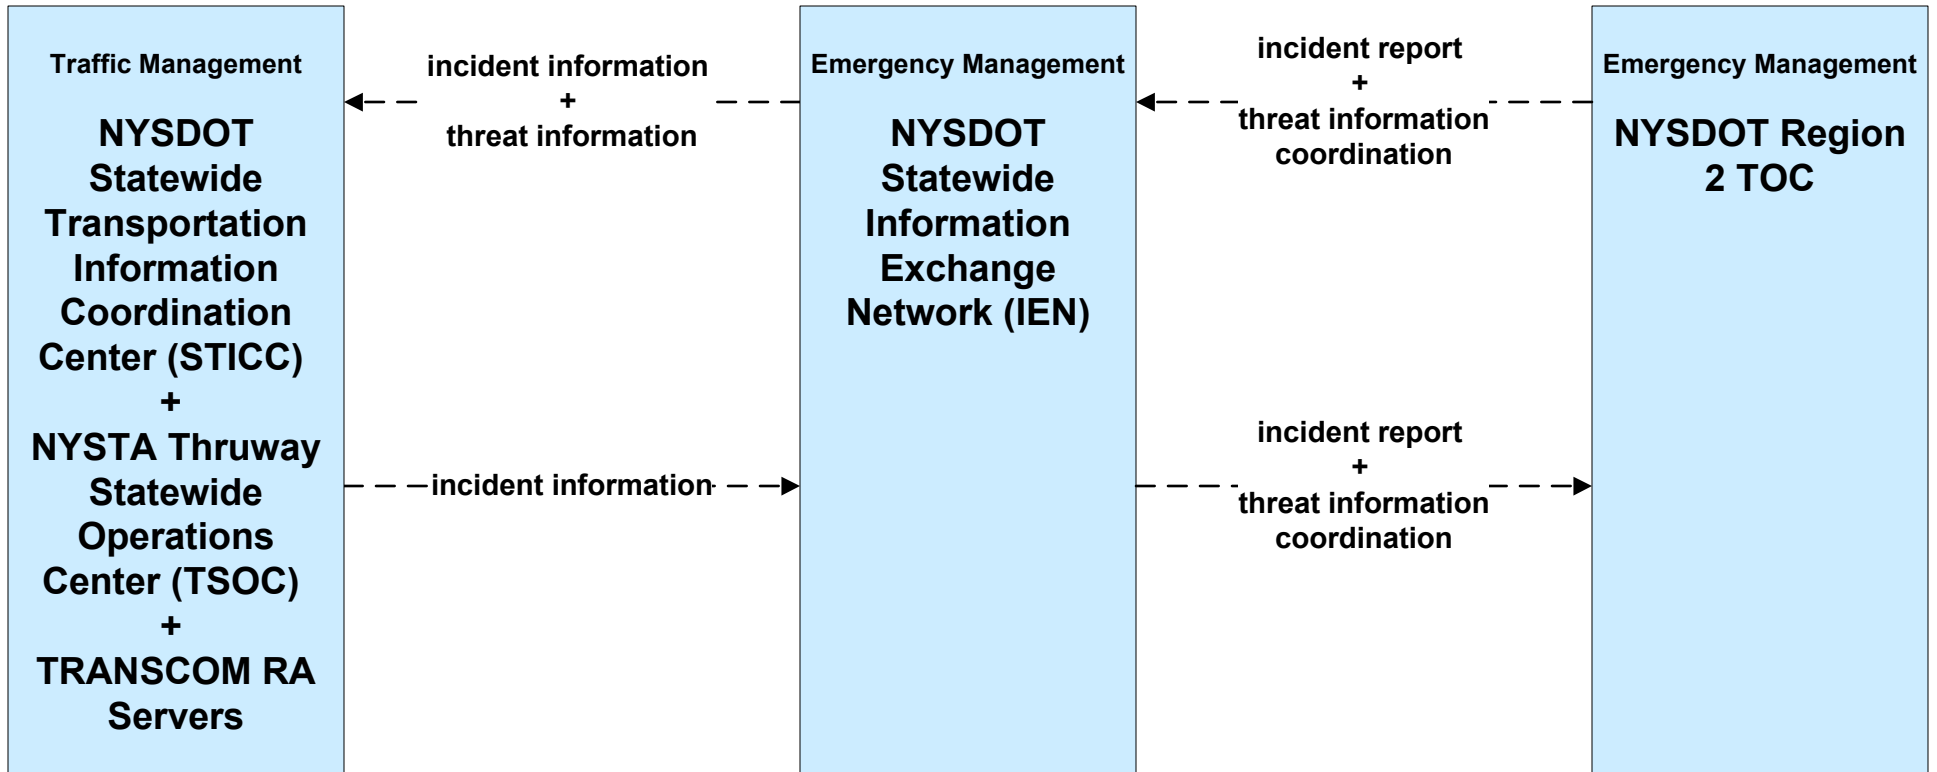 Traffic Management
NYSDOT
Statewide
Transportation
Information
Coordination
Center (STICC)
+
NYSTA Thruway
Statewide
Operations
Center (TSOC)
+
TRANSCOM RA
Servers
incident information
+
threat information
incident information
Emergency Management
NYSDOT
Statewide
Information
Exchange
Network (IEN)
incident report
+
threat information
coordination
incident report
+
threat information
coordination
Emergency Management
NYSDOT Region
2 TOC